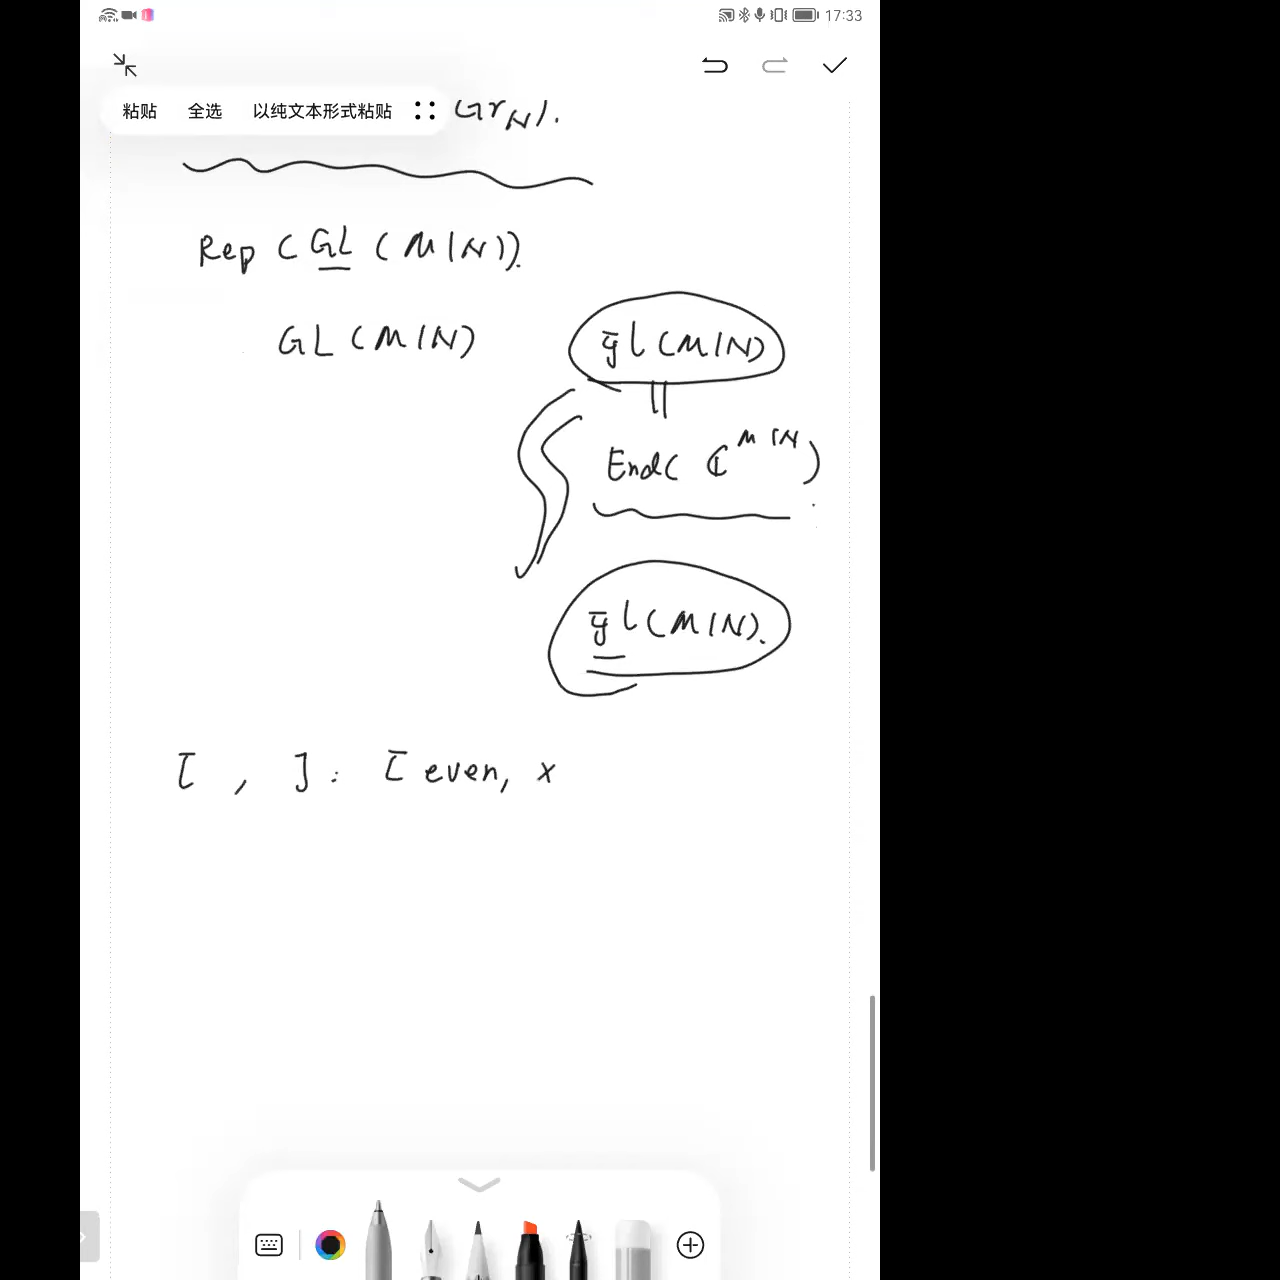 17:33
粘贴 全选 以纯文本形式粘贴 GrN).
Rep (GL (M|N)).
GL (M|N) gl (M|N)
||
End( ℂ^{M|N} )
gl (M|N).
[ , ] : [ even, x